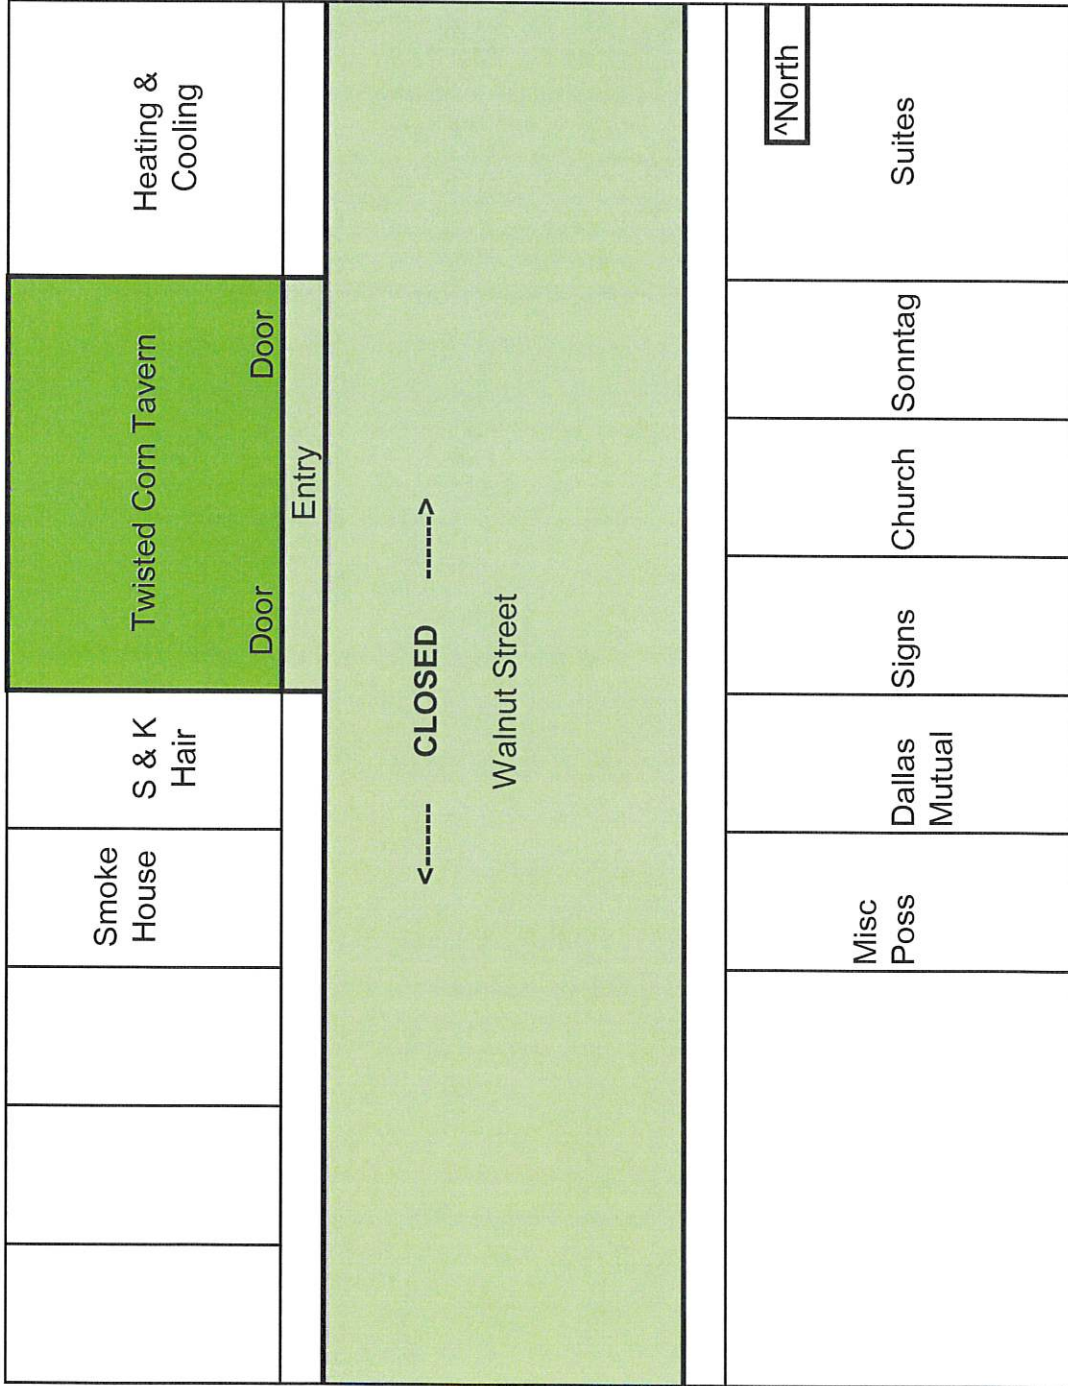 Heating &
Cooling
Twisted Corn Tavern
Door
Door
Entry
S & K
Hair
Smoke
House
<------ CLOSED ------>
Walnut Street
^North
Suites
Sonntag
Church
Signs
Dallas
Mutual
Misc
Poss